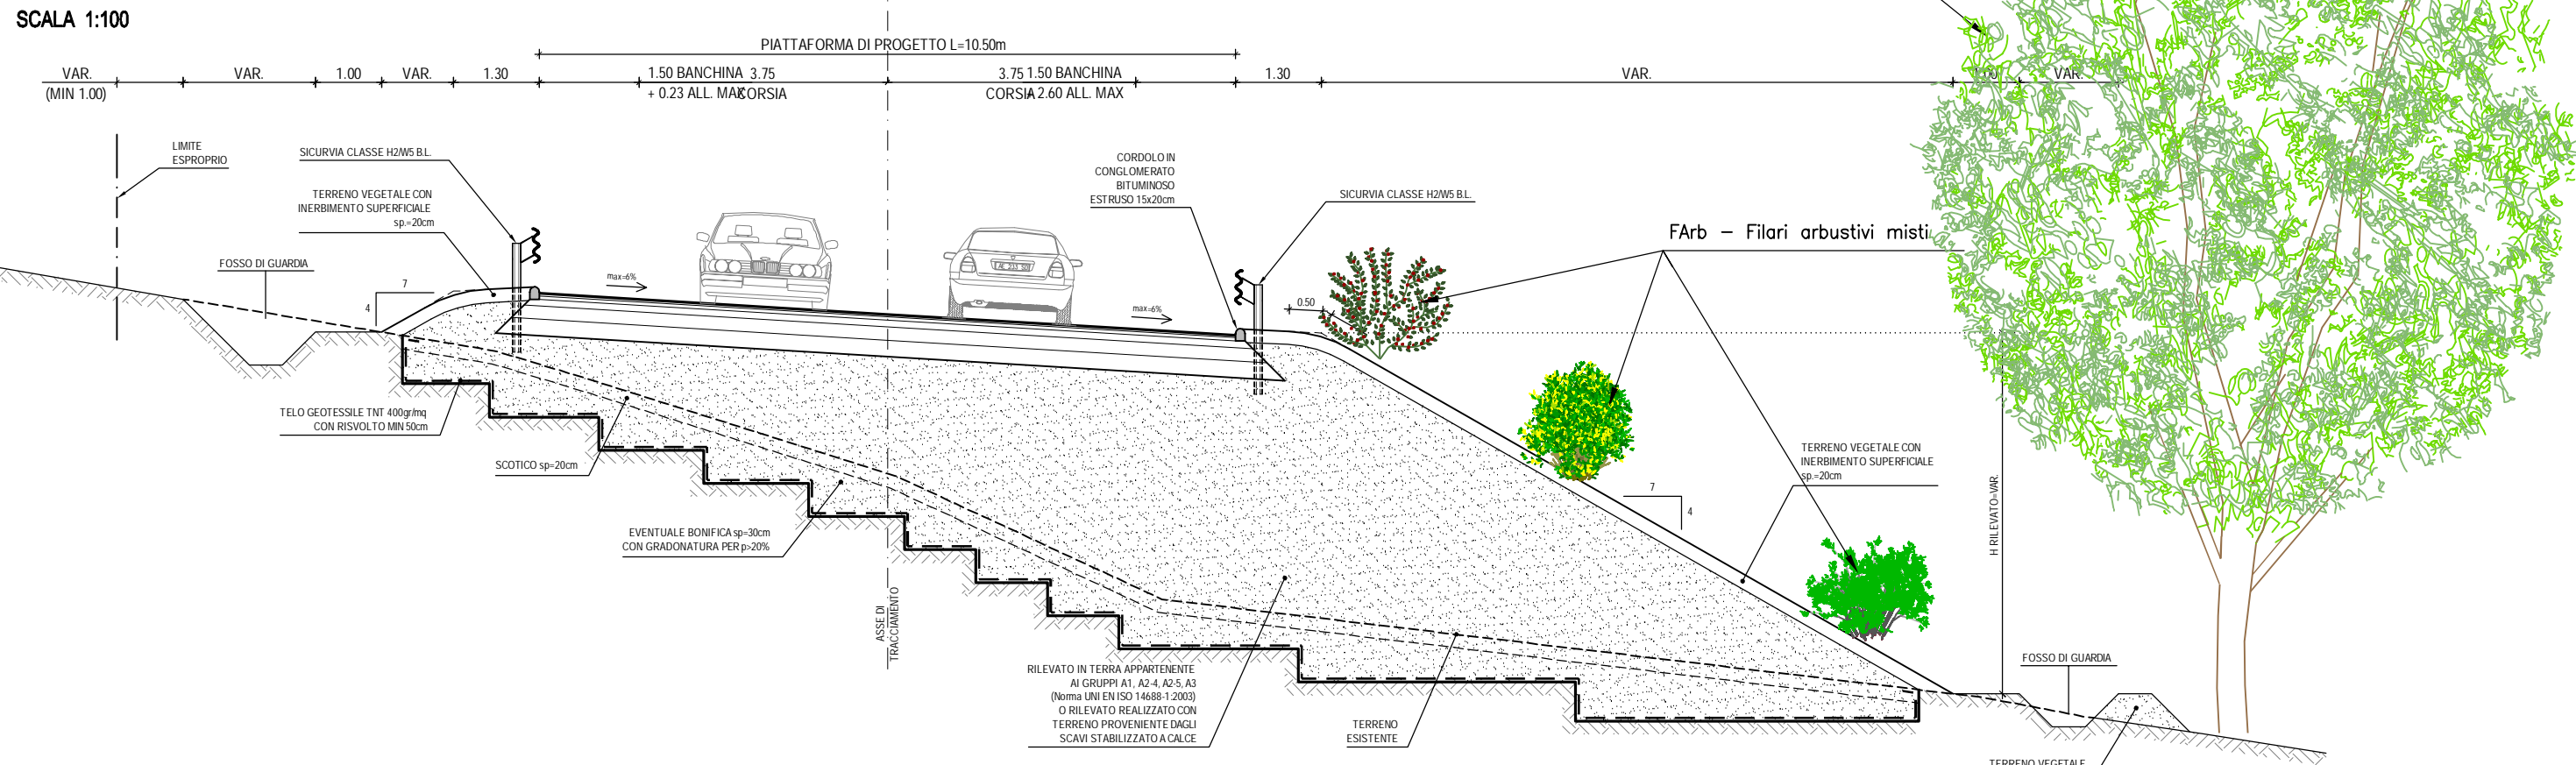 SCALA 1:100
PIATTAFORMA DI PROGETTO L=10.50m
VAR.
(MIN 1.00)
VAR.
1.00
VAR.
1.30
1.50 BANCHINA
+ 0.23 ALL. MAX
3.75
CORSIA
3.75
CORSIA
1.50 BANCHINA
+ 2.60 ALL. MAX
1.30
VAR.
1.00
VAR.
LIMITE
ESPROPRIO
SICURVIA CLASSE H2/W5 B.L.
TERRENO VEGETALE CON
INERBIMENTO SUPERFICIALE
sp.=20cm
FOSSO DI GUARDIA
7
4
max=6%
max=6%
CORDOLO IN
CONGLOMERATO
BITUMINOSO
ESTRUSO 15x20cm
SICURVIA CLASSE H2/W5 B.L.
0.50
FArb – Filari arbustivi misti
TELO GEOTESSILE TNT 400gr/mq
CON RISVOLTO MIN 50cm
SCOTICO sp=20cm
EVENTUALE BONIFICA sp=30cm
CON GRADONATURA PER p>20%
ASSE DI
TRACCIAMENTO
RILEVATO IN TERRA APPARTENENTE
AI GRUPPI A1, A2-4, A2-5, A3
(Norma UNI EN ISO 14688-1:2003)
O RILEVATO REALIZZATO CON
TERRENO PROVENIENTE DAGLI
SCAVI STABILIZZATO A CALCE
TERRENO
ESISTENTE
7
4
TERRENO VEGETALE CON
INERBIMENTO SUPERFICIALE
sp.=20cm
H RILEVATO=VAR.
FOSSO DI GUARDIA
TERRENO VEGETALE